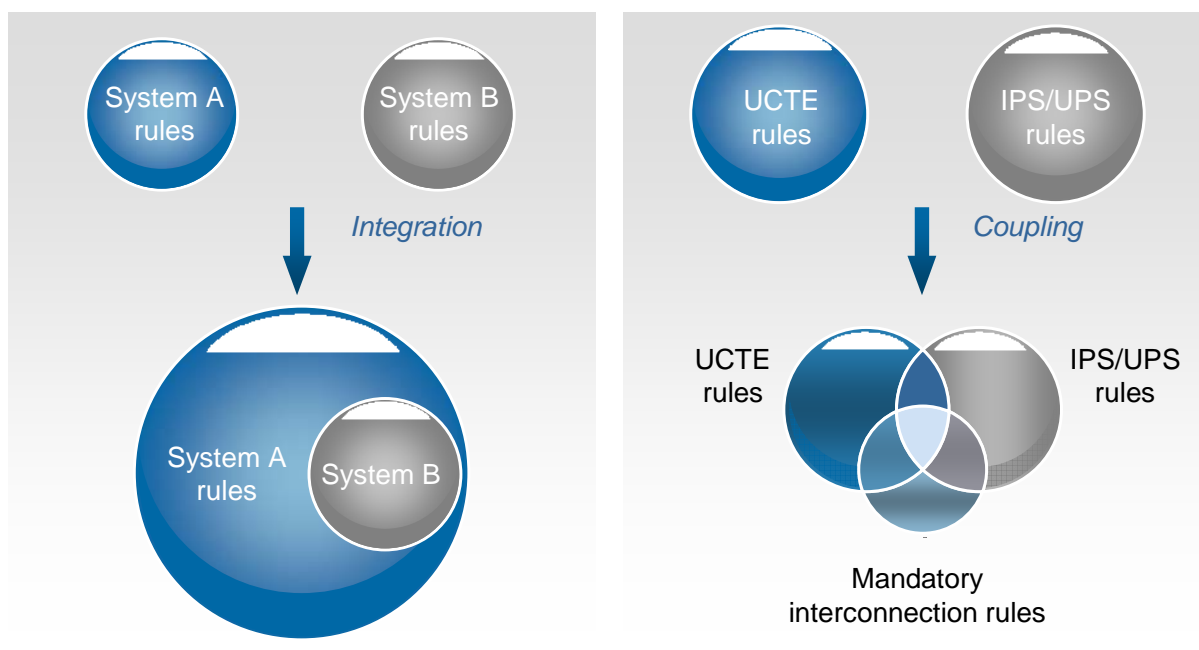 System A
rules
System B
rules
Integration
System A
rules
System B
UCTE
rules
IPS/UPS
rules
Coupling
UCTE
rules
IPS/UPS
rules
Mandatory
interconnection rules